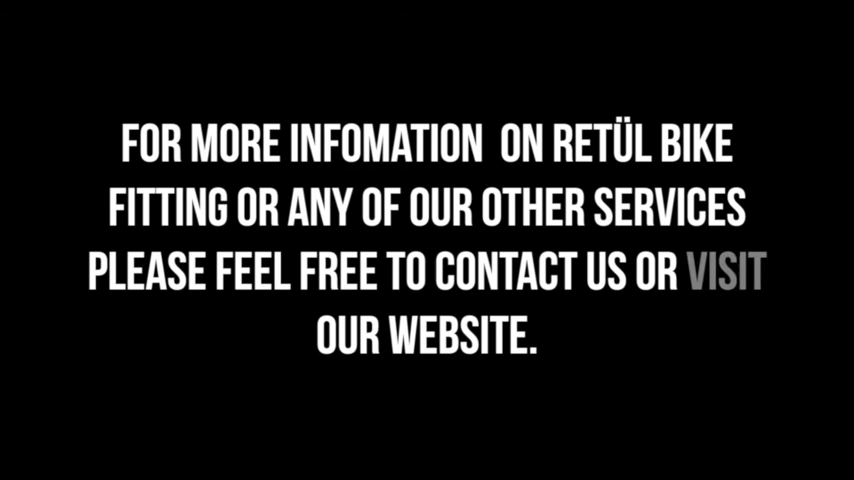 FOR MORE INFOMATION  ON RETÜL BIKE
FITTING OR ANY OF OUR OTHER SERVICES
PLEASE FEEL FREE TO CONTACT US OR VISIT
OUR WEBSITE.